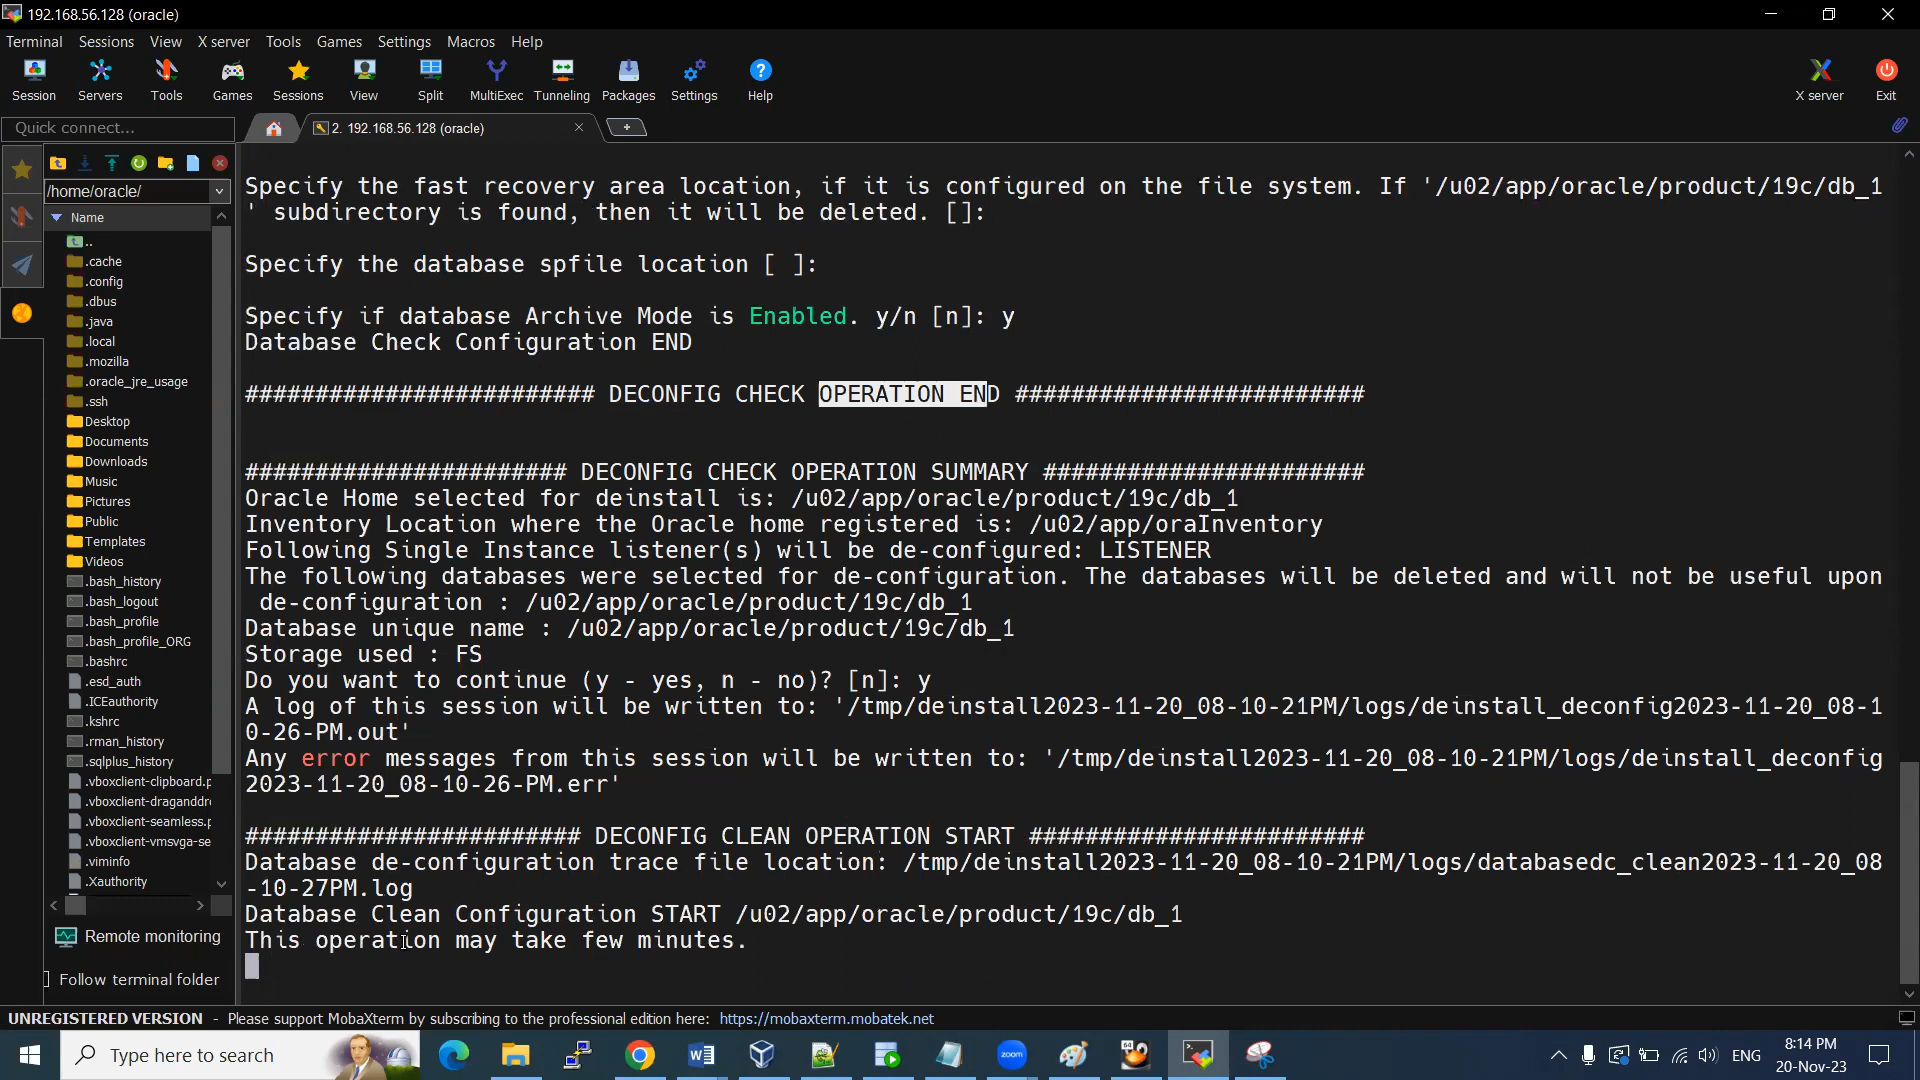 192.168.56.128 (oracle)
Terminal Sessions View X server Tools Games Settings Macros Help
Session Servers Tools Games Sessions View Split MultiExec Tunneling Packages Settings Help X server Exit
Quick connect...
2. 192.168.56.128 (oracle)
/home/oracle/
Name
..
.cache
.config
.dbus
.java
.local
.mozilla
.oracle_jre_usage
.ssh
Desktop
Documents
Downloads
Music
Pictures
Public
Templates
Videos
.bash_history
.bash_logout
.bash_profile
.bash_profile_ORG
.bashrc
.esd_auth
.ICEauthority
.kshrc
.rman_history
.sqlplus_history
.vboxclient-clipboard.p
.vboxclient-draganddr
.vboxclient-seamless.p
.vboxclient-vmsvga-se
.viminfo
.Xauthority
Remote monitoring
Follow terminal folder
Specify the fast recovery area location, if it is configured on the file system. If '/u02/app/oracle/product/19c/db_1
' subdirectory is found, then it will be deleted. []:
Specify the database spfile location [ ]:
Specify if database Archive Mode is Enabled. y/n [n]: y
Database Check Configuration END
######################### DECONFIG CHECK OPERATION END #########################
####################### DECONFIG CHECK OPERATION SUMMARY #######################
Oracle Home selected for deinstall is: /u02/app/oracle/product/19c/db_1
Inventory Location where the Oracle home registered is: /u02/app/oraInventory
Following Single Instance listener(s) will be de-configured: LISTENER
The following databases were selected for de-configuration. The databases will be deleted and will not be useful upon
de-configuration : /u02/app/oracle/product/19c/db_1
Database unique name : /u02/app/oracle/product/19c/db_1
Storage used : FS
Do you want to continue (y - yes, n - no)? [n]: y
A log of this session will be written to: '/tmp/deinstall2023-11-20_08-10-21PM/logs/deinstall_deconfig2023-11-20_08-1
0-26-PM.out'
Any error messages from this session will be written to: '/tmp/deinstall2023-11-20_08-10-21PM/logs/deinstall_deconfig
2023-11-20_08-10-26-PM.err'
######################## DECONFIG CLEAN OPERATION START ########################
Database de-configuration trace file location: /tmp/deinstall2023-11-20_08-10-21PM/logs/databasedc_clean2023-11-20_08
-10-27PM.log
Database Clean Configuration START /u02/app/oracle/product/19c/db_1
This operation may take few minutes.
UNREGISTERED VERSION - Please support MobaXterm by subscribing to the professional edition here: https://mobaxterm.mobatek.net
Type here to search
zoom
64
ENG
8:14 PM
20-Nov-23